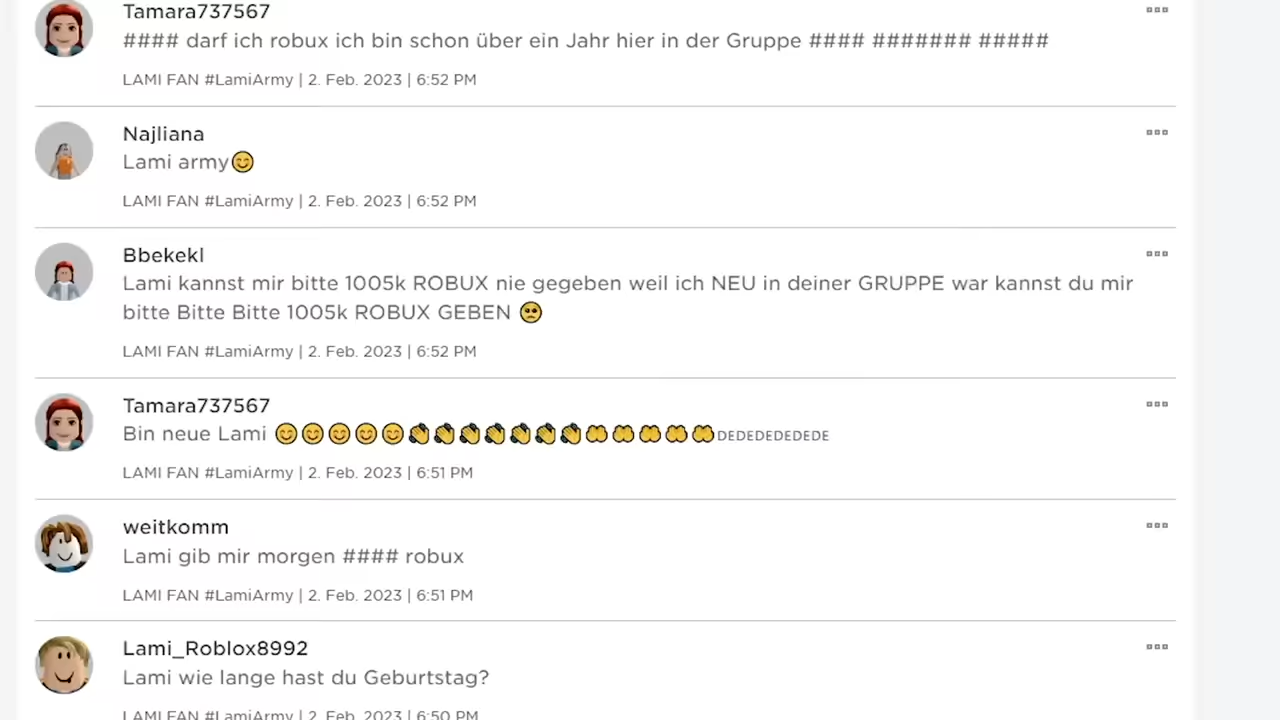 Tamara737567
#### darf ich robux ich bin schon über ein Jahr hier in der Gruppe #### ####### #####
LAMI FAN #LamiArmy | 2. Feb. 2023 | 6:52 PM
Najliana
Lami army😊
LAMI FAN #LamiArmy | 2. Feb. 2023 | 6:52 PM
Bbekekl
Lami kannst mir bitte 1005k ROBUX nie gegeben weil ich NEU in deiner GRUPPE war kannst du mir
bitte Bitte Bitte 1005k ROBUX GEBEN 🥺
LAMI FAN #LamiArmy | 2. Feb. 2023 | 6:52 PM
Tamara737567
Bin neue Lami 😊😊😊😊😊👏👏👏👏👏👏👏🤲🤲🤲🤲🤲DEDEDEDEDEDE
LAMI FAN #LamiArmy | 2. Feb. 2023 | 6:51 PM
weitkomm
Lami gib mir morgen #### robux
LAMI FAN #LamiArmy | 2. Feb. 2023 | 6:51 PM
Lami_Roblox8992
Lami wie lange hast du Geburtstag?
LAMI FAN #LamiArmy | 2. Feb. 2023 | 6:50 PM